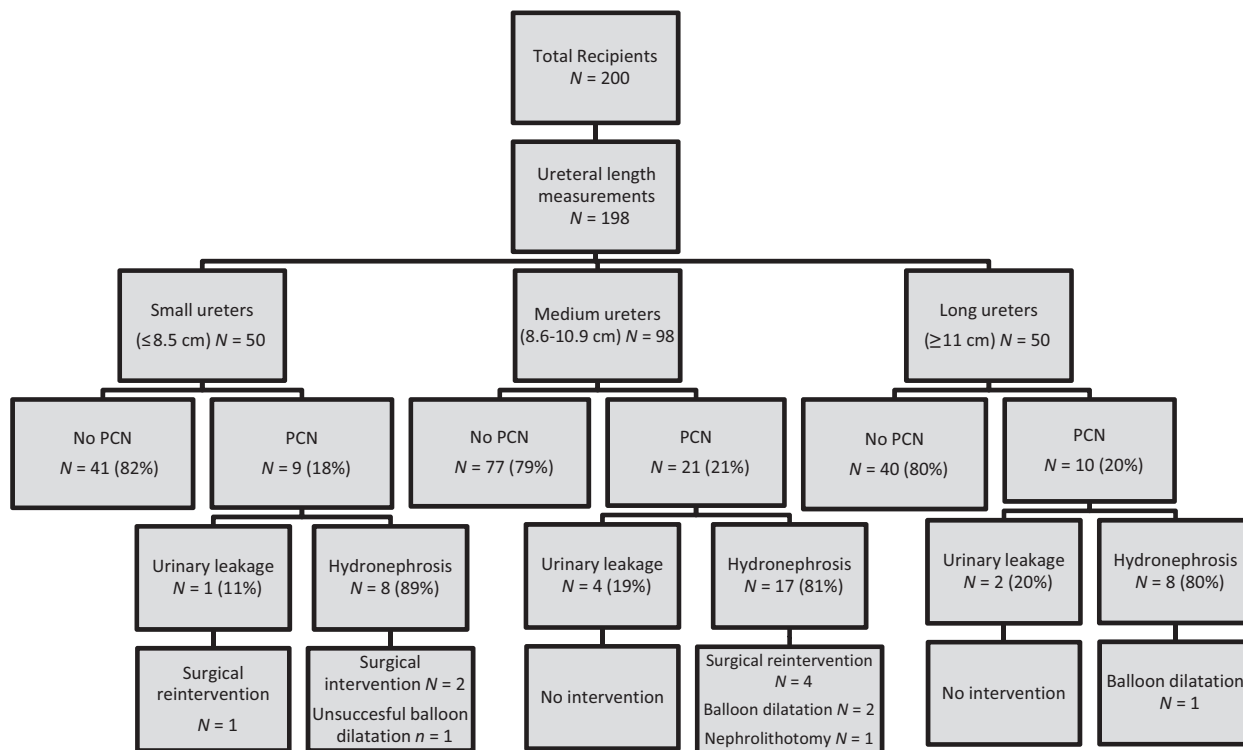 Total Recipients
N = 200
Ureteral length
measurements
N = 198
Small ureters
(≤8.5 cm) N = 50
Medium ureters
(8.6-10.9 cm) N = 98
Long ureters
(≥11 cm) N = 50
No PCN
N = 41 (82%)
PCN
N = 9 (18%)
No PCN
N = 77 (79%)
PCN
N = 21 (21%)
No PCN
N = 40 (80%)
PCN
N = 10 (20%)
Urinary leakage
N = 1 (11%)
Hydronephrosis
N = 8 (89%)
Urinary leakage
N = 4 (19%)
Hydronephrosis
N = 17 (81%)
Urinary leakage
N = 2 (20%)
Hydronephrosis
N = 8 (80%)
Surgical
reintervention
N = 1
Surgical
intervention N = 2
Unsuccesful balloon
dilatation n = 1
No intervention
Surgical reintervention
N = 4
Balloon dilatation N = 2
Nephrolithotomy N = 1
No intervention
Balloon dilatation
N = 1